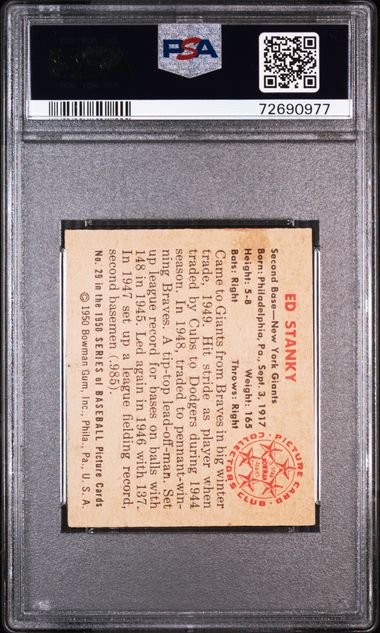 PSA
72690977
ED STANKY
Second Base—New York Giants
Born: Philadelphia, Pa., Sept. 3, 1917
Height: 5-8 Weight: 165
Bats: Right Throws: Right
Came to Giants from Braves in big winter
trade, 1949. Hit stride as player when
traded by Cubs to Dodgers during 1944
season. In 1948, traded to pennant-win-
ning Braves. A tip-top lead-off-man. Set
up league record for bases on balls with
148 in 1945. Led again in 1946 with 137.
In 1947 set up a league fielding record,
second basemen (.985).
No. 29 in the 1950 SERIES of BASEBALL Picture Cards
© 1950 Bowman Gum, Inc., Phila., Pa., U. S. A.
PICTURE CARD
COLLECTORS CLUB